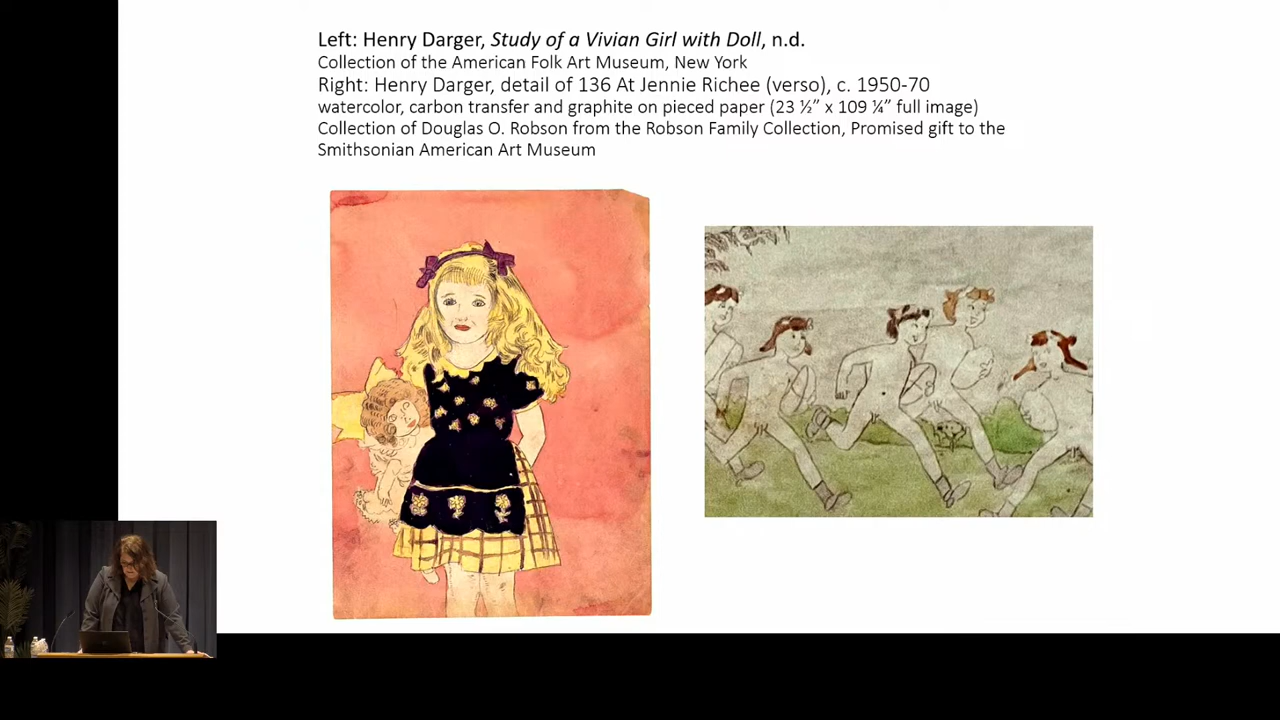 Left: Henry Darger, Study of a Vivian Girl with Doll, n.d.
Collection of the American Folk Art Museum, New York
Right: Henry Darger, detail of 136 At Jennie Richee (verso), c. 1950-70
watercolor, carbon transfer and graphite on pieced paper (23 ½” x 109 ¼” full image)
Collection of Douglas O. Robson from the Robson Family Collection, Promised gift to the
Smithsonian American Art Museum